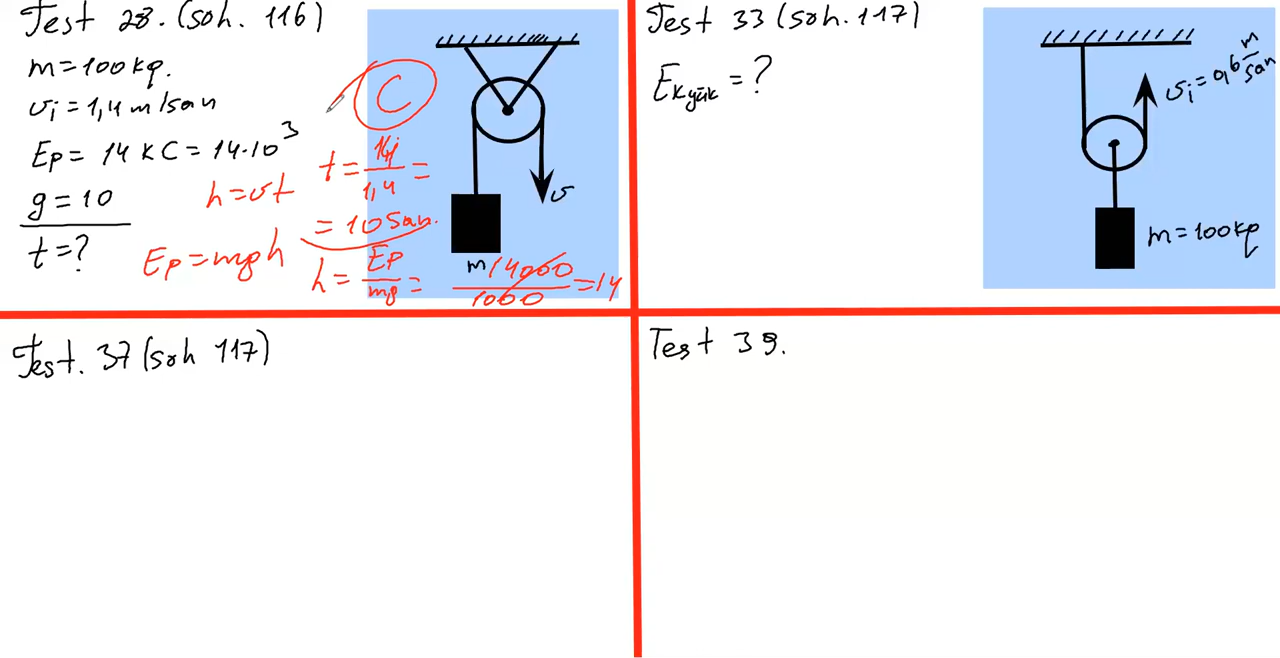 Test 28. (səh. 116)
m = 100 kq.
υi = 1,4 m/san
Ep = 14 kC = 14·10³
g = 10
t = ?
h = υt
Ep = mgh
C
t = 14/1,4 =
= 10 san.
h = Ep/mg = 14000/1000 = 14
υ
m
Test 33 (səh. 117)
Ek yük = ?
υi = 0,6 m/san
m = 100 kq
Test. 37 (səh 117)
Test 39.